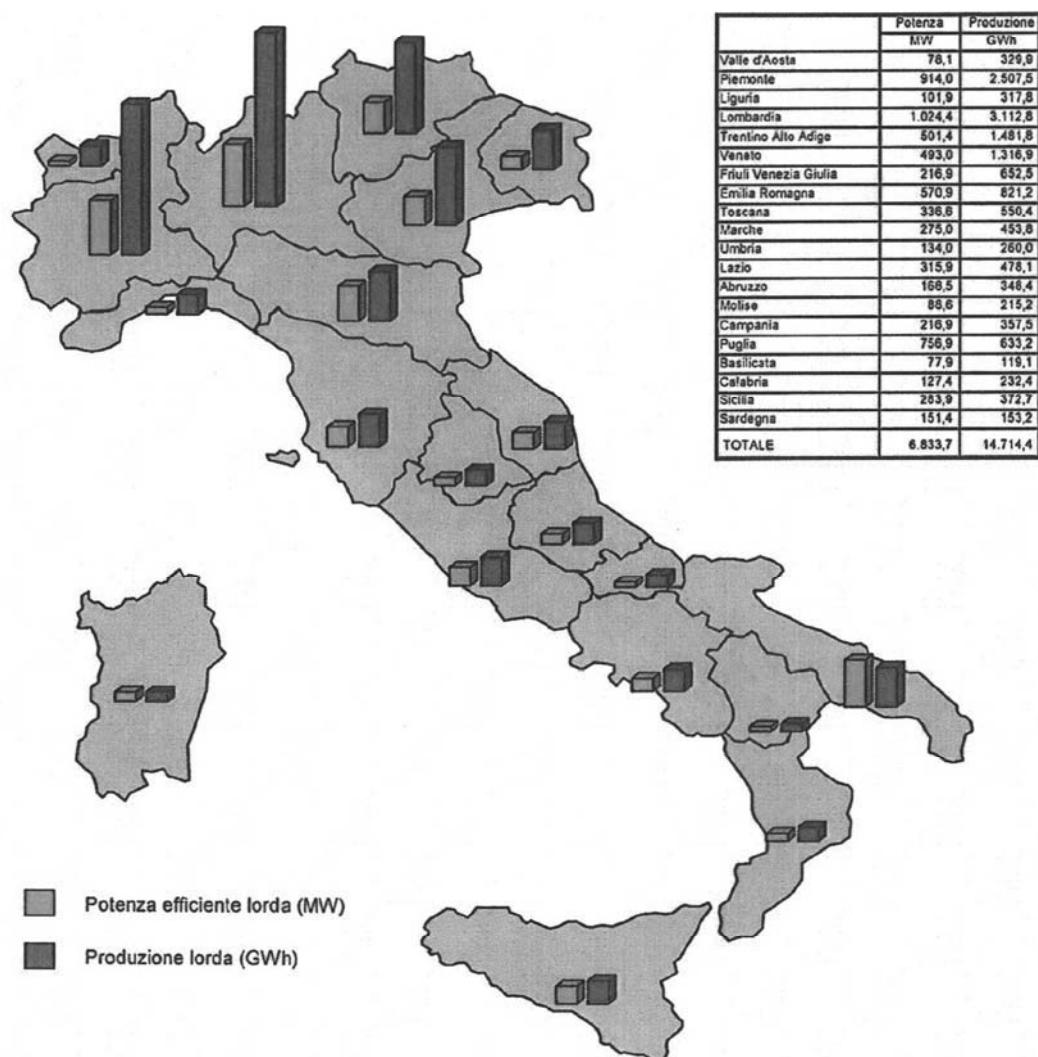 Potenza Produzione
MW GWh
Valle d'Aosta 78,1 329,9
Piemonte 914,0 2.507,5
Liguria 101,9 317,8
Lombardia 1.024,4 3.112,8
Trentino Alto Adige 501,4 1.481,8
Veneto 493,0 1.316,9
Friuli Venezia Giulia 216,9 652,5
Emilia Romagna 570,9 821,2
Toscana 336,6 550,4
Marche 275,0 453,8
Umbria 134,0 260,0
Lazio 315,9 478,1
Abruzzo 166,5 348,4
Molise 88,6 215,2
Campania 216,9 357,5
Puglia 756,9 633,2
Basilicata 77,9 119,1
Calabria 127,4 232,4
Sicilia 283,9 372,7
Sardegna 151,4 153,2
TOTALE 6.833,7 14.714,4
Potenza efficiente lorda (MW)
Produzione lorda (GWh)